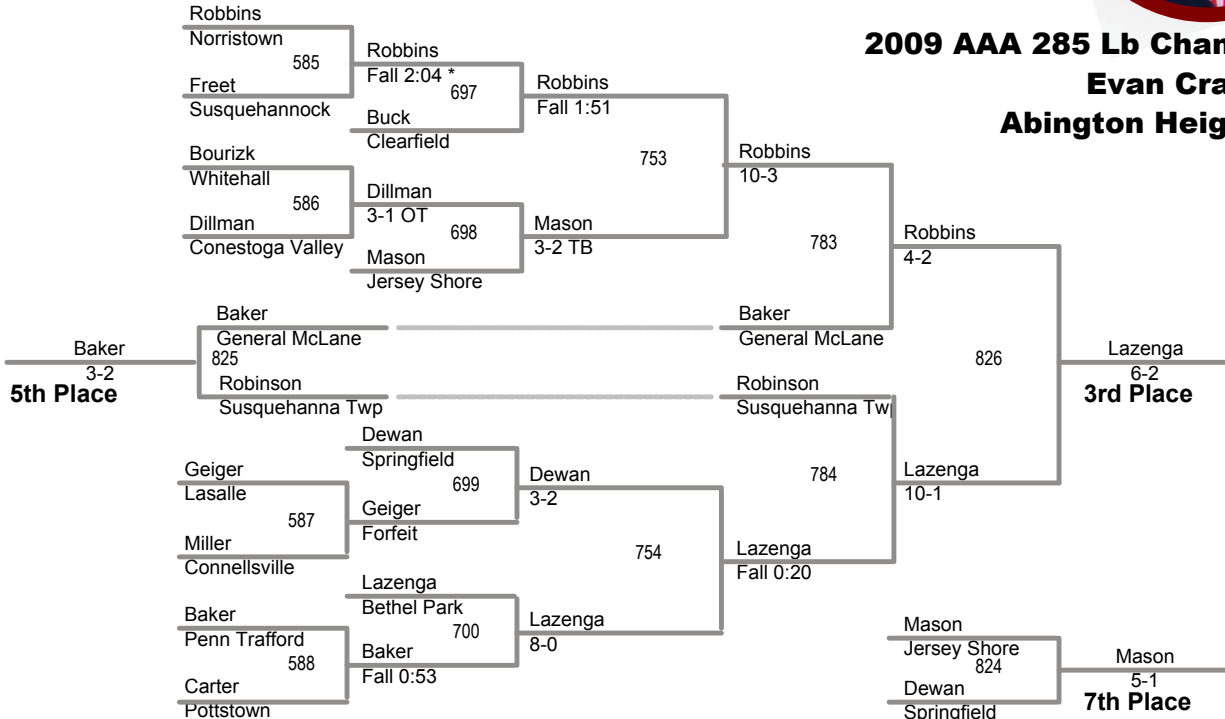 2009 AAA 285 Lb
Evan
Abington
Robbins
Norristown
585
Freet
Susquehannock
Robbins
Fall 2:04 *
697
Buck
Clearfield
Robbins
Fall 1:51
Bourizk
Whitehall
586
Dillman
Conestoga Valley
Dillman
3-1 OT
698
Mason
Jersey Shore
Mason
3-2 TB
753
Robbins
10-3
783
Baker
General McLane
Robbins
4-2
Baker
General McLane
825
Robinson
Susquehanna Twp
Baker
3-2
5th Place
Robinson
Susquehanna
826
Lazenga
6-2
3rd Place
Dewan
Springfield
699
Geiger
Lasalle
587
Miller
Connellsville
Geiger
Forfeit
Dewan
3-2
754
Lazenga
Fall 0:20
784
Lazenga
10-1
Lazenga
Bethel Park
700
Baker
Penn Trafford
588
Carter
Pottstown
Baker
Fall 0:53
Lazenga
8-0
Mason
Jersey Shore
824
Dewan
Springfield
Mason
5-1
7th Place